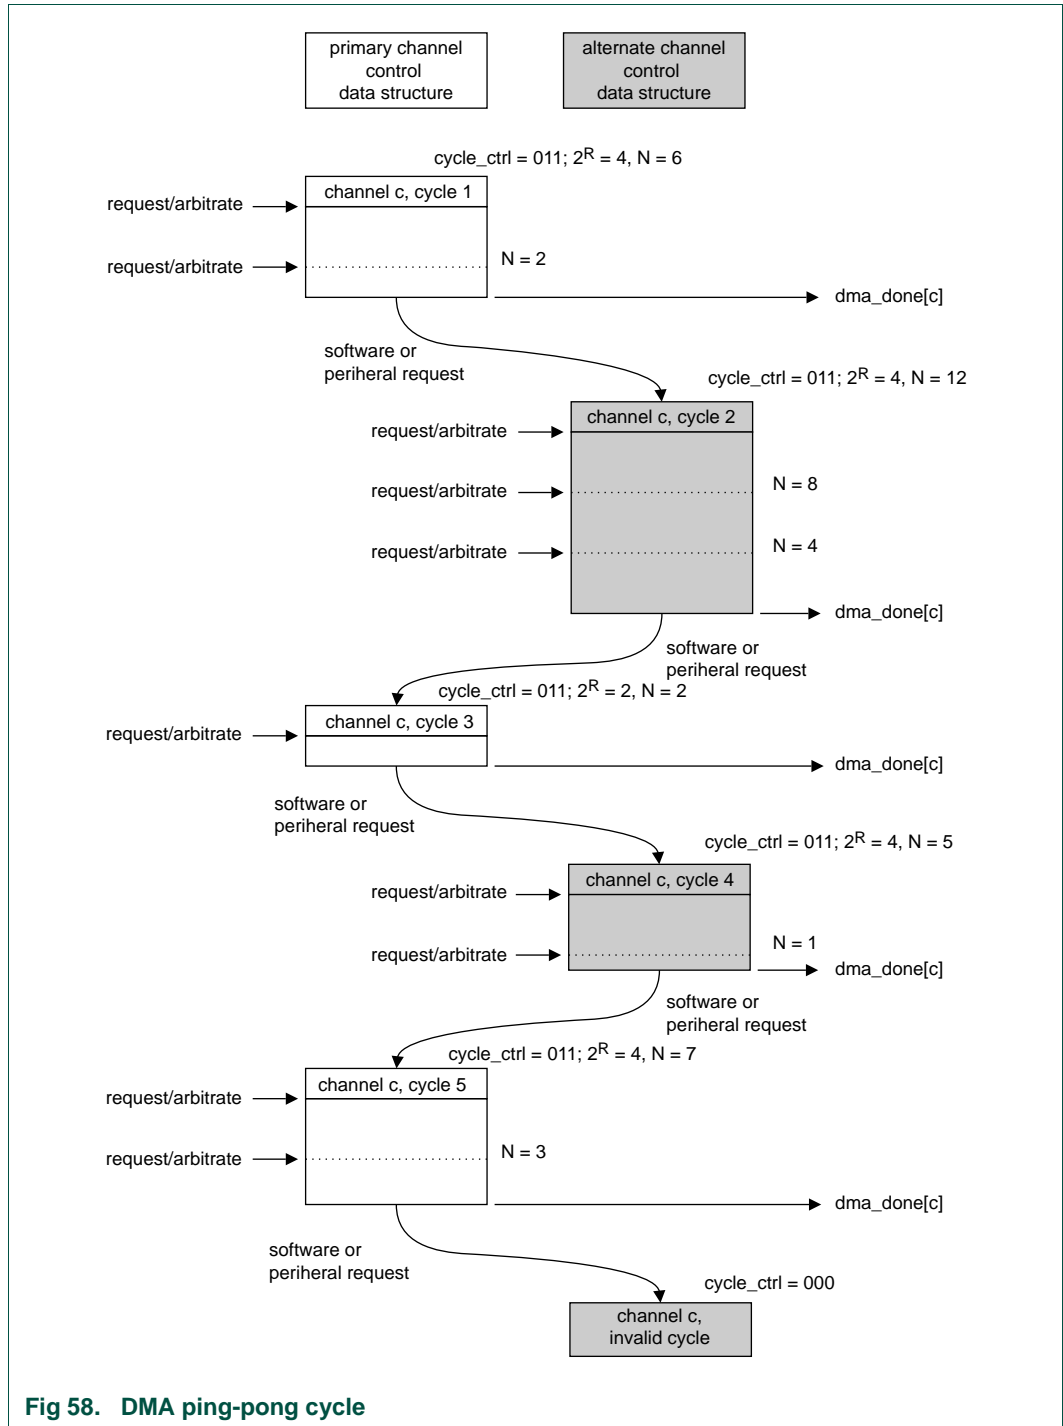 primary channel
control
data structure
alternate channel
control
data structure
cycle_ctrl = 011; 2R = 4, N = 6
channel c, cycle 1
request/arbitrate
request/arbitrate
N = 2
dma_done[c]
software or
periheral request
cycle_ctrl = 011; 2R = 4, N = 12
channel c, cycle 2
request/arbitrate
request/arbitrate
N = 8
request/arbitrate
N = 4
dma_done[c]
software or
periheral request
cycle_ctrl = 011; 2R = 2, N = 2
channel c, cycle 3
request/arbitrate
dma_done[c]
software or
periheral request
cycle_ctrl = 011; 2R = 4, N = 5
channel c, cycle 4
request/arbitrate
request/arbitrate
N = 1
dma_done[c]
software or
periheral request
cycle_ctrl = 011; 2R = 4, N = 7
channel c, cycle 5
request/arbitrate
request/arbitrate
N = 3
dma_done[c]
software or
periheral request
cycle_ctrl = 000
channel c,
invalid cycle
Fig 58. DMA ping-pong cycle